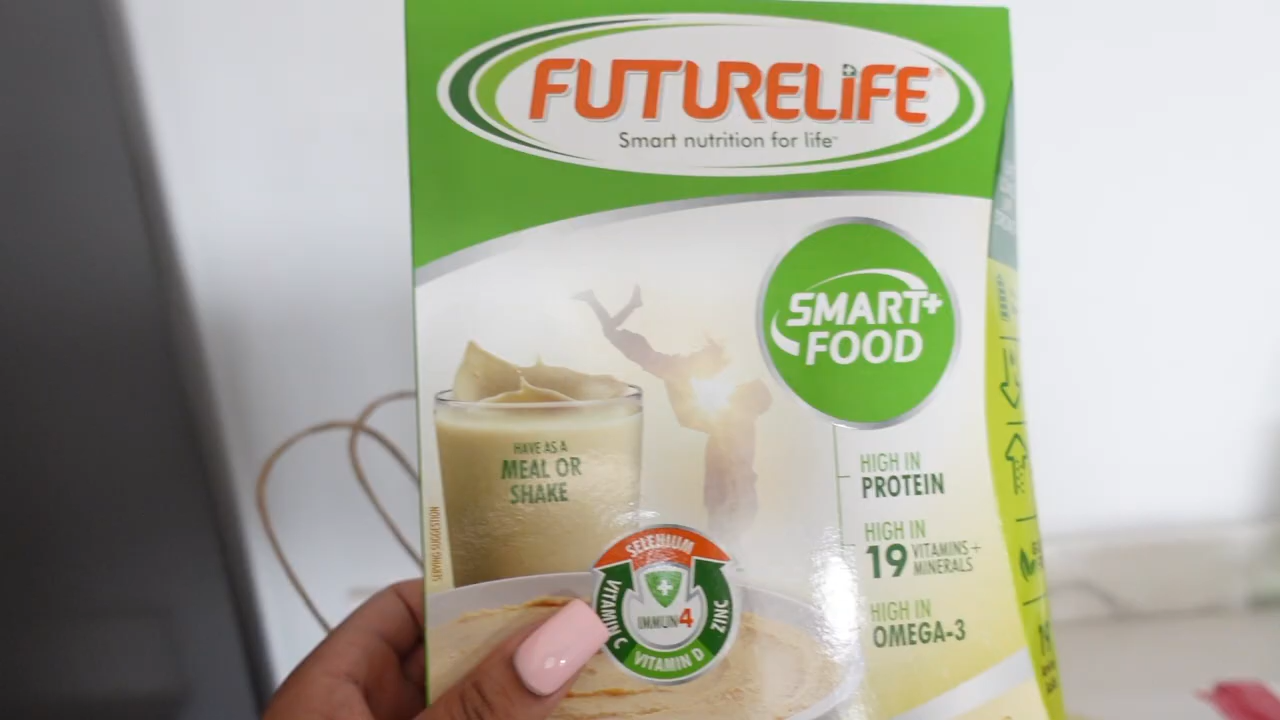 FUTURELiFE®
Smart nutrition for life™
SMART+
FOOD
HAVE AS A
MEAL OR
SHAKE
SERVING SUGGESTION
HIGH IN
PROTEIN
HIGH IN
19 VITAMINS+
MINERALS
HIGH IN
OMEGA-3
SELENIUM
VITAMIN C
IMMUN4
ZINC
VITAMIN D